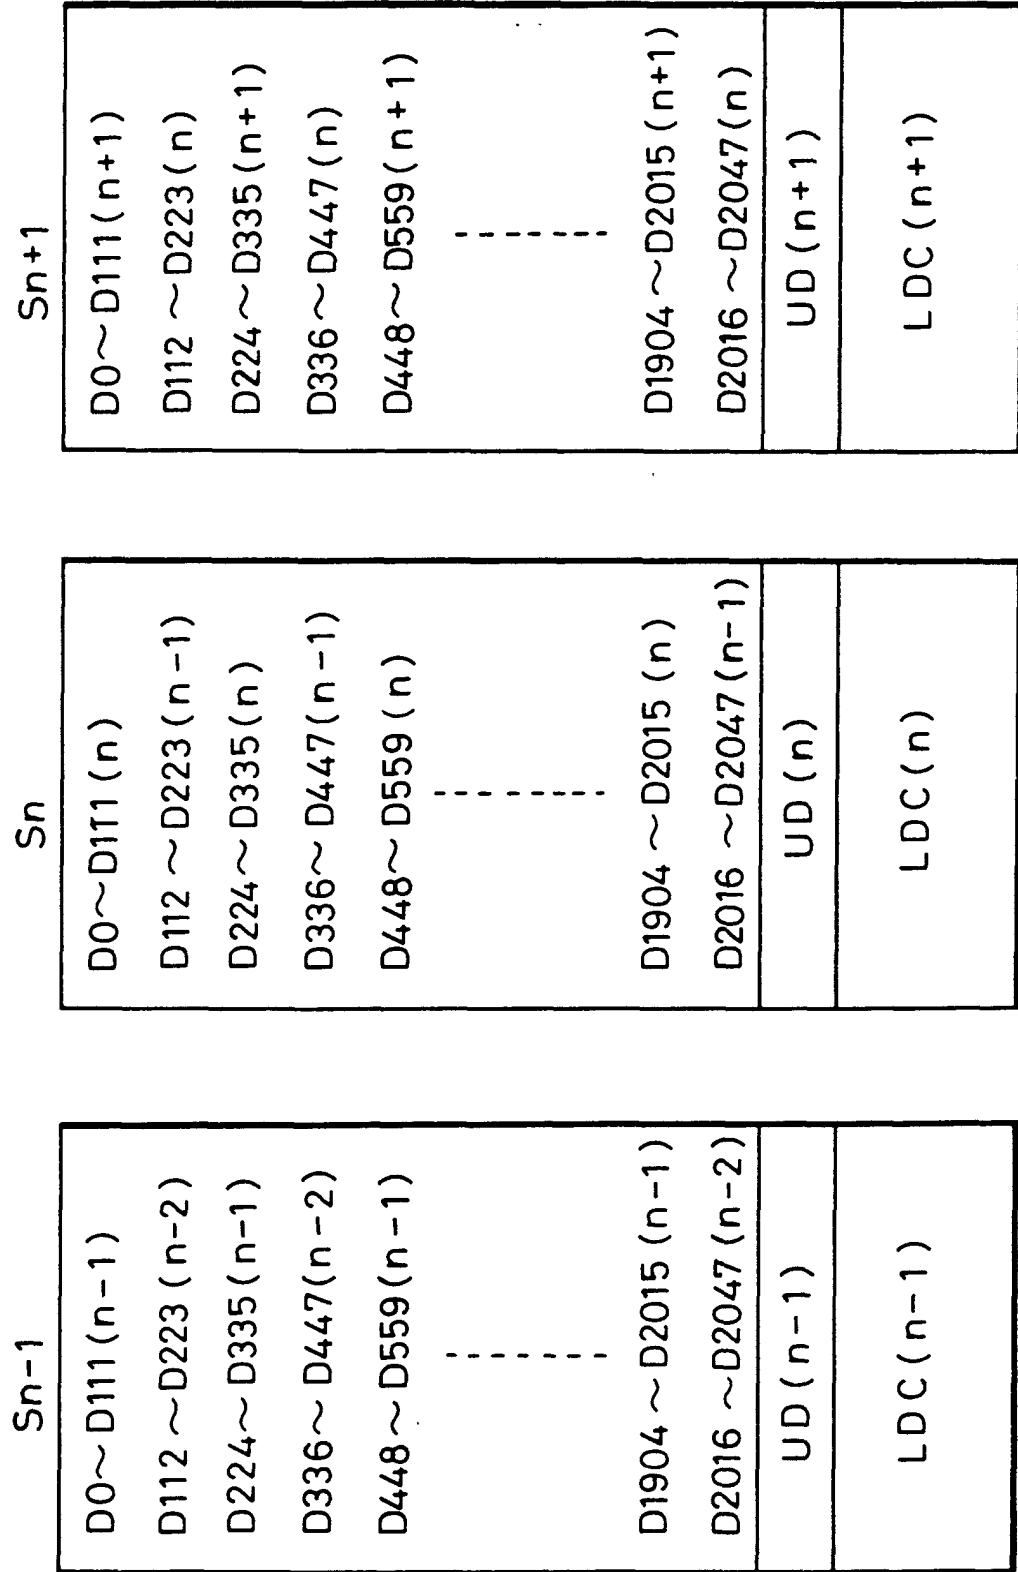 Sn-1
D0~D111(n-1)
D112~D223(n-2)
D224~D335(n-1)
D336~D447(n-2)
D448~D559(n-1)
D1904~D2015(n-1)
D2016~D2047(n-2)
UD(n-1)
LDC(n-1)
Sn
D0~D111(n)
D112~D223(n-1)
D224~D335(n)
D336~D447(n-1)
D448~D559(n)
D1904~D2015(n)
D2016~D2047(n-1)
UD(n)
LDC(n)
Sn+1
D0~D111(n+1)
D112~D223(n)
D224~D335(n+1)
D336~D447(n)
D448~D559(n+1)
D1904~D2015(n+1)
D2016~D2047(n)
UD(n+1)
LDC(n+1)